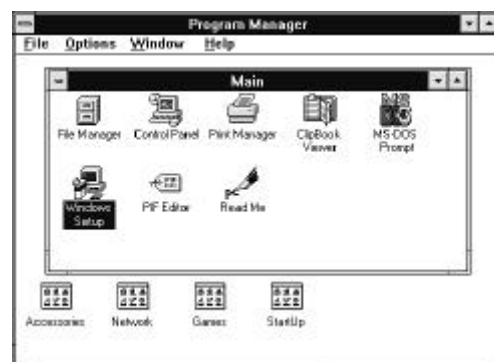 Program Manager
File Options Window Help
Main
File Manager Control Panel Print Manager ClipBook Viewer MS-DOS Prompt
Windows Setup PIF Editor Read Me
Accessories Network Games StartUp